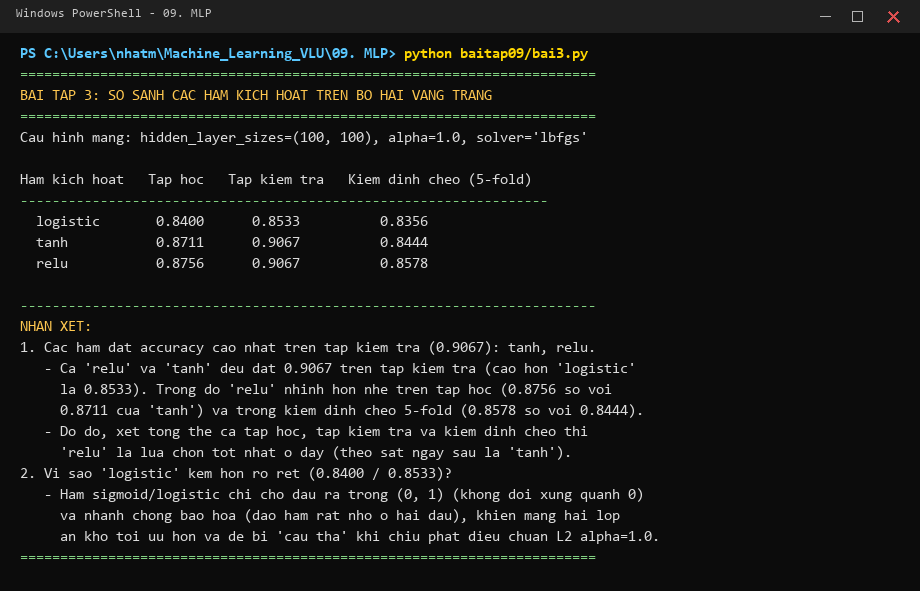 Windows PowerShell - 09. MLP
PS C:\Users\nhatm\Machine_Learning_VLU\09. MLP> python baitap09/bai3.py
========================================================================
BAI TAP 3: SO SANH CAC HAM KICH HOAT TREN BO HAI VANG TRANG
========================================================================
Cau hinh mang: hidden_layer_sizes=(100, 100), alpha=1.0, solver='lbfgs'
Ham kich hoat   Tap hoc   Tap kiem tra   Kiem dinh cheo (5-fold)
------------------------------------------------------------------
  logistic       0.8400      0.8533          0.8356
  tanh           0.8711      0.9067          0.8444
  relu           0.8756      0.9067          0.8578
------------------------------------------------------------------------
NHAN XET:
1. Cac ham dat accuracy cao nhat tren tap kiem tra (0.9067): tanh, relu.
   - Ca 'relu' va 'tanh' deu dat 0.9067 tren tap kiem tra (cao hon 'logistic'
     la 0.8533). Trong do 'relu' nhinh hon nhe tren tap hoc (0.8756 so voi
     0.8711 cua 'tanh') va trong kiem dinh cheo 5-fold (0.8578 so voi 0.8444).
   - Do do, xet tong the ca tap hoc, tap kiem tra va kiem dinh cheo thi
     'relu' la lua chon tot nhat o day (theo sat ngay sau la 'tanh').
2. Vi sao 'logistic' kem hon ro ret (0.8400 / 0.8533)?
   - Ham sigmoid/logistic chi cho dau ra trong (0, 1) (khong doi xung quanh 0)
     va nhanh chong bao hoa (dao ham rat nho o hai dau), khien mang hai lop
     an kho toi uu hon va de bi 'cau tha' khi chiu phat dieu chuan L2 alpha=1.0.
========================================================================